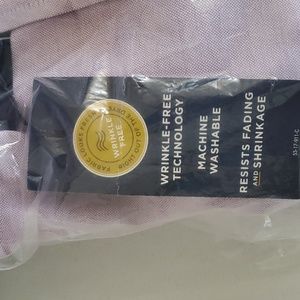 WRINKLE
FREE
WRINKLE-FREE
TECHNOLOGY
MACHINE
WASHABLE
RESISTS FADING
AND SHRINKAGE